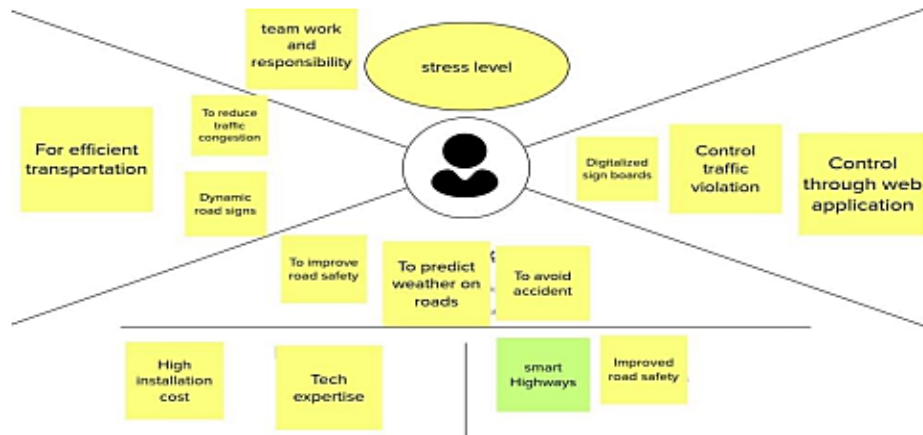 team work
and
responsibility
stress level
For efficient
transportation
To reduce
traffic
congestion
Dynamic
road signs
Digitalized
sign boards
Control
traffic
violation
Control
through web
application
To improve
road safety
To predict
weather on
roads
To avoid
accident
High
installation
cost
Tech
expertise
smart
Highways
Improved
road safety